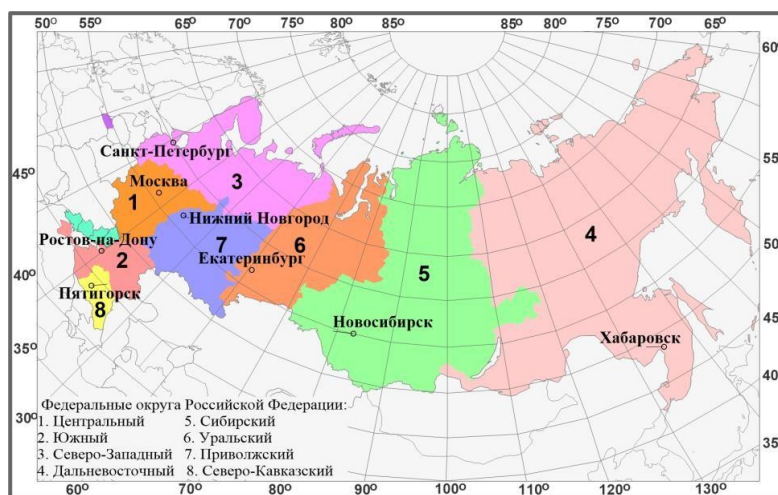 50° 55° 60° 65° 70° 75° 80° 85° 85° 80° 75° 70° 65°
60°
55°
50°
45°
40°
35°
45°
40°
35°
30°
60° 70° 80° 90° 100° 110° 120° 130°
Санкт-Петербург
Москва
3
1
Нижний Новгород
Ростов-на-Дону
2
7
6
Екатеринбург
4
5
Пятигорск
8
Новосибирск
Хабаровск
Федеральные округа Российской Федерации:
1. Центральный 5. Сибирский
2. Южный 6. Уральский
3. Северо-Западный 7. Приволжский
4. Дальневосточный 8. Северо-Кавказский